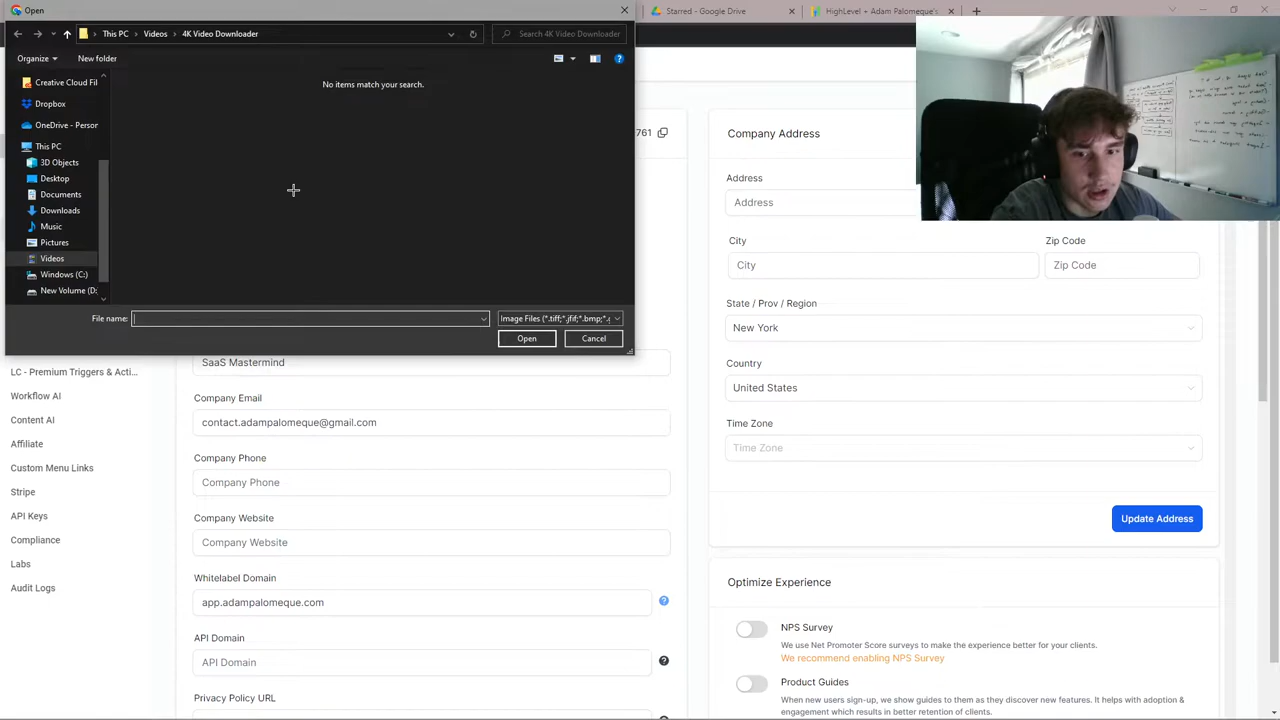 Open
Starred - Google Drive
HighLevel + Adam Palomeque's
This PC
Videos
4K Video Downloader
Search 4K Video Downloader
Organize
New folder
Creative Cloud Fil
Dropbox
OneDrive - Person
This PC
3D Objects
Desktop
Documents
Downloads
Music
Pictures
Videos
Windows (C:)
New Volume (D:
No items match your search.
File name:
Image Files (*.tiff;*.jfif;*.bmp;*.
Open
Cancel
761
SaaS Mastermind
Company Email
contact.adampalomeque@gmail.com
Company Phone
Company Phone
Company Website
Company Website
Whitelabel Domain
app.adampalomeque.com
API Domain
API Domain
Privacy Policy URL
LC - Premium Triggers & Acti...
Workflow AI
Content AI
Affiliate
Custom Menu Links
Stripe
API Keys
Compliance
Labs
Audit Logs
Company Address
Address
Address
City
Zip Code
City
Zip Code
State / Prov / Region
New York
Country
United States
Time Zone
Time Zone
Update Address
Optimize Experience
NPS Survey
We use Net Promoter Score surveys to make the experience better for your clients.
We recommend enabling NPS Survey
Product Guides
When new users sign-up, we show guides to them as they discover new features. It helps with adoption &
engagement which results in better retention of clients.